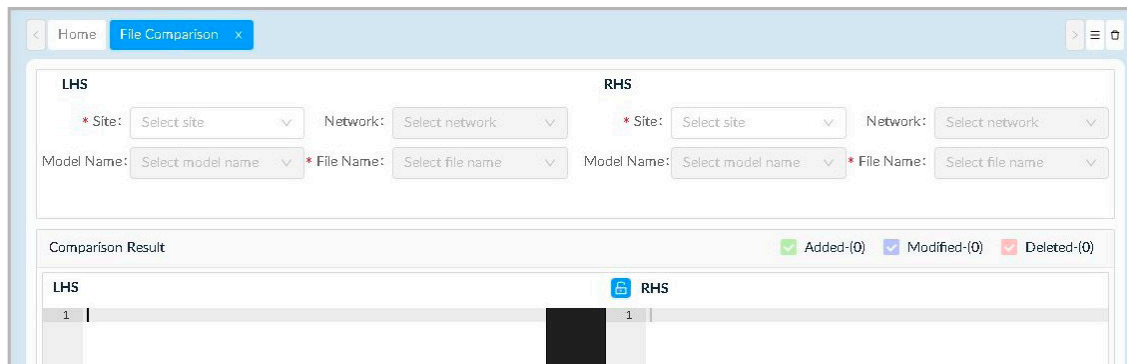 Home File Comparison x
LHS RHS
* Site: Select site Network: Select network * Site: Select site Network: Select network
Model Name: Select model name * File Name: Select file name Model Name: Select model name * File Name: Select file name
Comparison Result Added-(0) Modified-(0) Deleted-(0)
LHS RHS
1 1